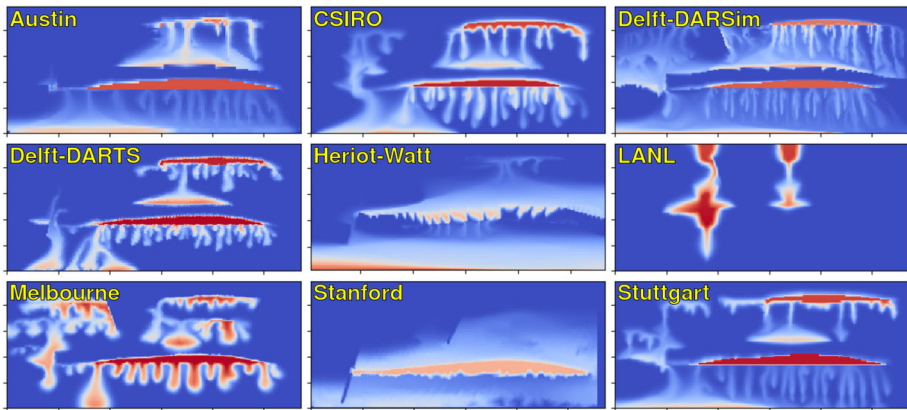 Austin
CSIRO
Delft-DARSim
Delft-DARTS
Heriot-Watt
LANL
Melbourne
Stanford
Stuttgart